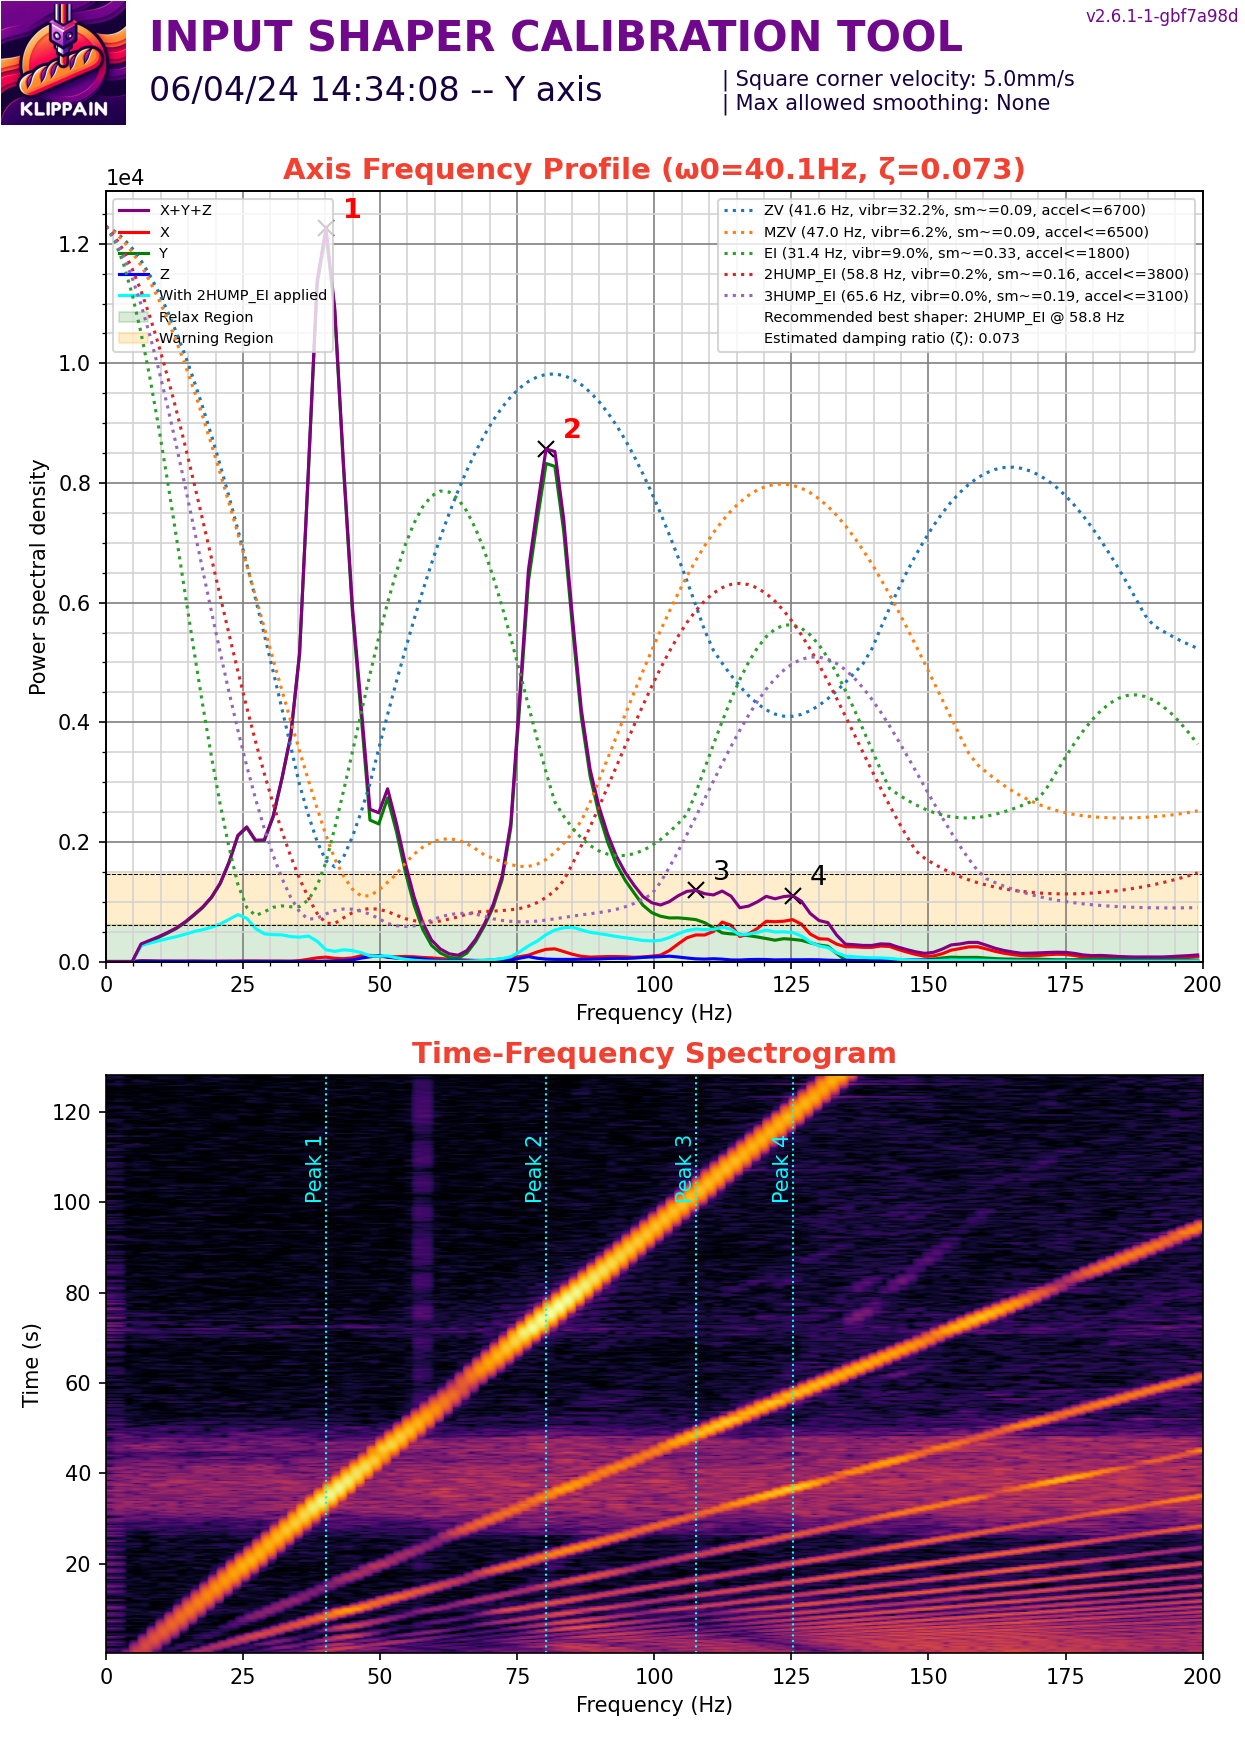 INPUT SHAPER CALIBRATION TOOL
v2.6.1-1-gbf7a98d
06/04/24 14:34:08 -- Y axis
| Square corner velocity: 5.0mm/s
| Max allowed smoothing: None
KLIPPAIN
Axis Frequency Profile (ω0=40.1Hz, ζ=0.073)
1e4
X+Y+Z
X
Y
Z
With 2HUMP_EI applied
Relax Region
Warning Region
ZV (41.6 Hz, vibr=32.2%, sm~=0.09, accel<=6700)
MZV (47.0 Hz, vibr=6.2%, sm~=0.09, accel<=6500)
EI (31.4 Hz, vibr=9.0%, sm~=0.33, accel<=1800)
2HUMP_EI (58.8 Hz, vibr=0.2%, sm~=0.16, accel<=3800)
3HUMP_EI (65.6 Hz, vibr=0.0%, sm~=0.19, accel<=3100)
Recommended best shaper: 2HUMP_EI @ 58.8 Hz
Estimated damping ratio (ζ): 0.073
1
2
3
4
Power spectral density
1.2
1.0
0.8
0.6
0.4
0.2
0.0
0 25 50 75 100 125 150 175 200
Frequency (Hz)
Time-Frequency Spectrogram
Time (s)
120
100
80
60
40
20
Peak 1
Peak 2
Peak 3
Peak 4
0 25 50 75 100 125 150 175 200
Frequency (Hz)